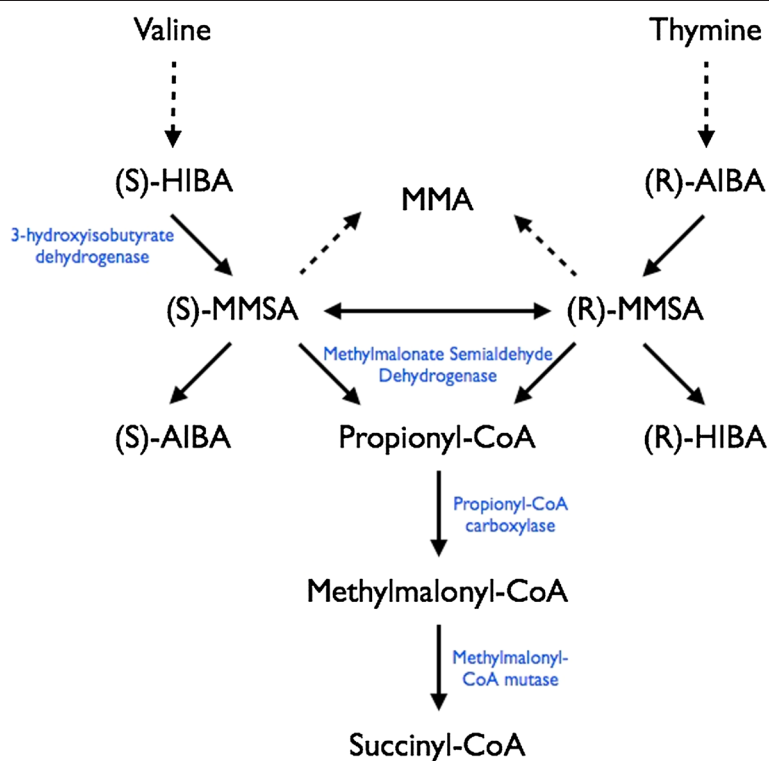 Valine
Thymine
(S)-HIBA
MMA
(R)-AIBA
3-hydroxyisobutyrate
dehydrogenase
(S)-MMSA
(R)-MMSA
Methylmalonate Semialdehyde
Dehydrogenase
(S)-AIBA
Propionyl-CoA
(R)-HIBA
Propionyl-CoA
carboxylase
Methylmalonyl-CoA
Methylmalonyl-
CoA mutase
Succinyl-CoA